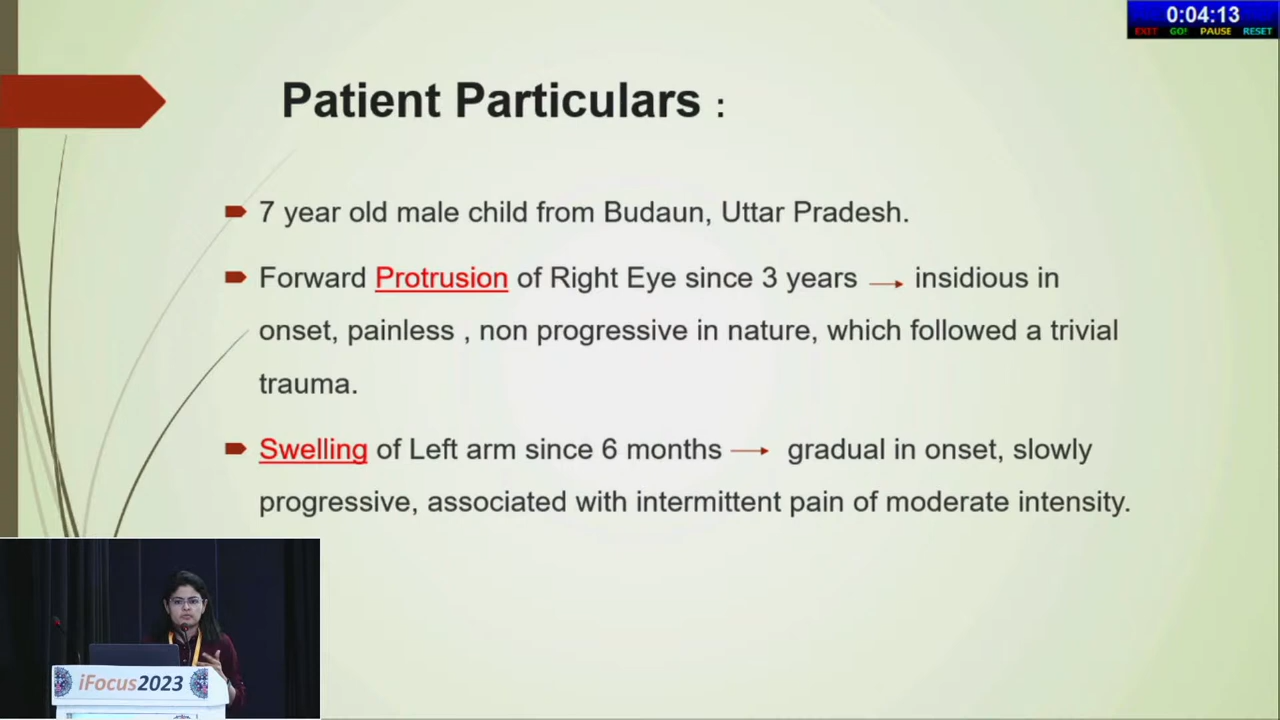 0:04:13
EXIT GO! PAUSE RESET
Patient Particulars :
7 year old male child from Budaun, Uttar Pradesh.
Forward Protrusion of Right Eye since 3 years → insidious in
onset, painless , non progressive in nature, which followed a trivial
trauma.
Swelling of Left arm since 6 months → gradual in onset, slowly
progressive, associated with intermittent pain of moderate intensity.
iFocus2023